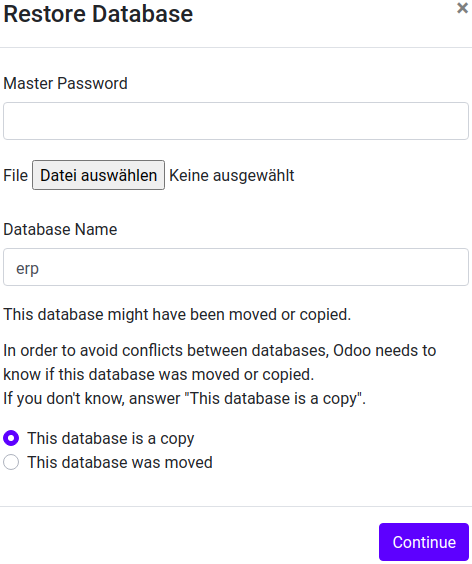 Restore Database
×
Master Password
File Datei auswählen Keine ausgewählt
Database Name
erp
This database might have been moved or copied.
In order to avoid conflicts between databases, Odoo needs to
know if this database was moved or copied.
If you don't know, answer "This database is a copy".
This database is a copy
This database was moved
Continue